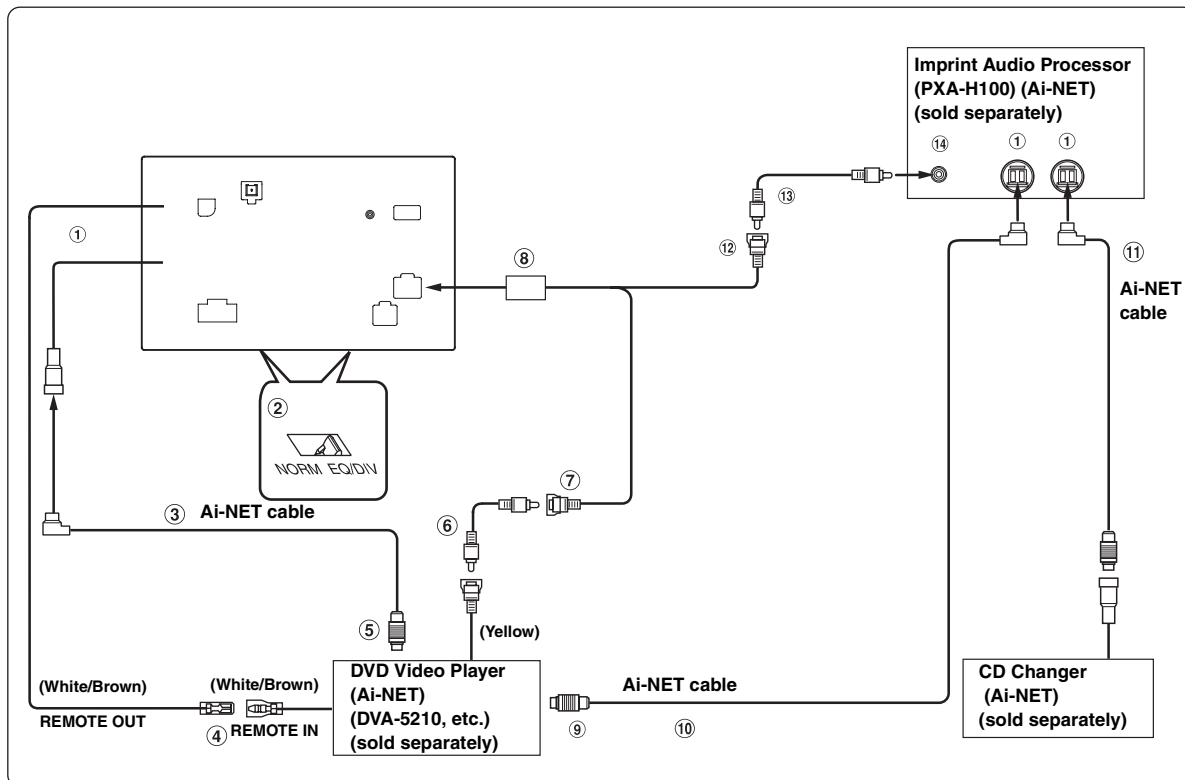 Imprint Audio Processor
(PXA-H100) (Ai-NET)
(sold separately)
⑭
①
①
①
⑬
⑫
⑧
⑪
Ai-NET
cable
②
NORM EQ/DIV
⑦
③
Ai-NET cable
⑥
⑤
(Yellow)
(White/Brown)
REMOTE OUT
④
(White/Brown)
REMOTE IN
DVD Video Player
(Ai-NET)
(DVA-5210, etc.)
(sold separately)
Ai-NET cable
⑨
⑩
CD Changer
(Ai-NET)
(sold separately)